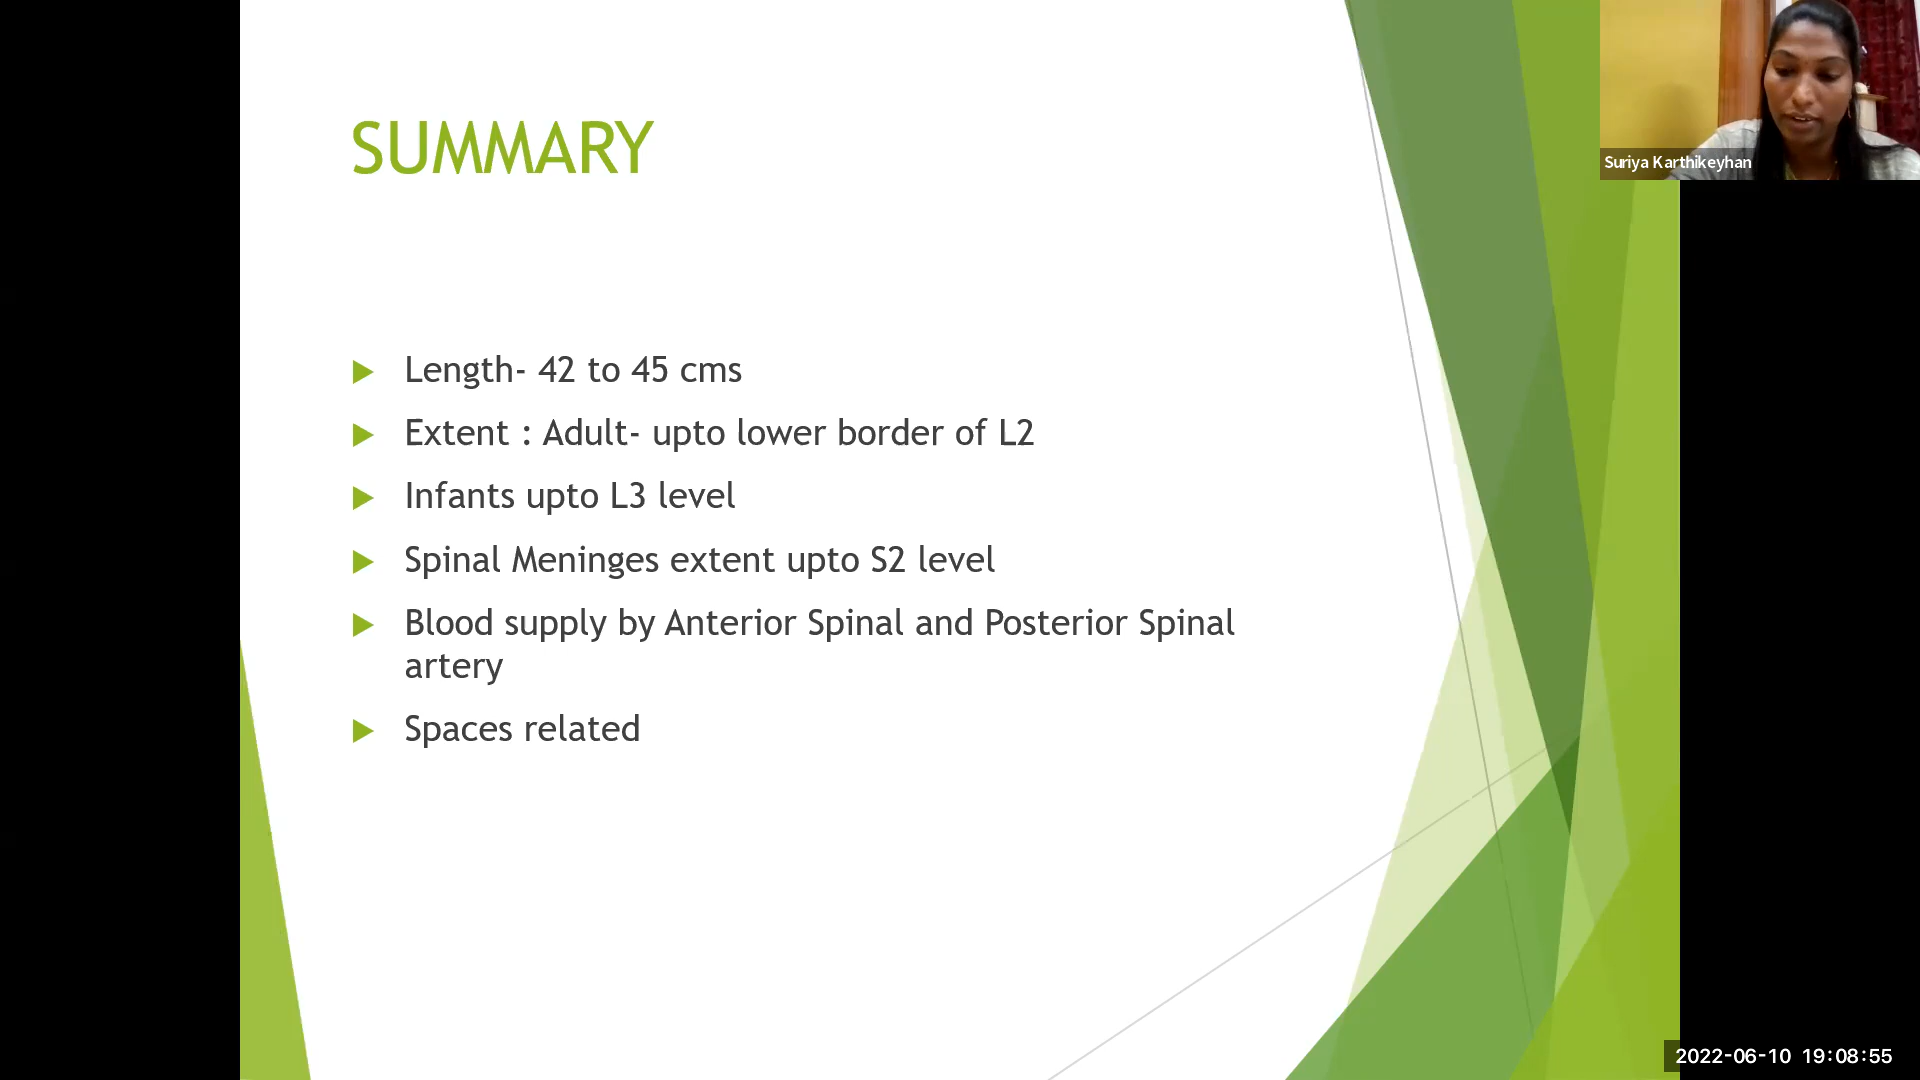 SUMMARY
Length- 42 to 45 cms
Extent : Adult- upto lower border of L2
Infants upto L3 level
Spinal Meninges extent upto S2 level
Blood supply by Anterior Spinal and Posterior Spinal
artery
Spaces related
Suriya Karthikeyhan
2022-06-10 19:08:55